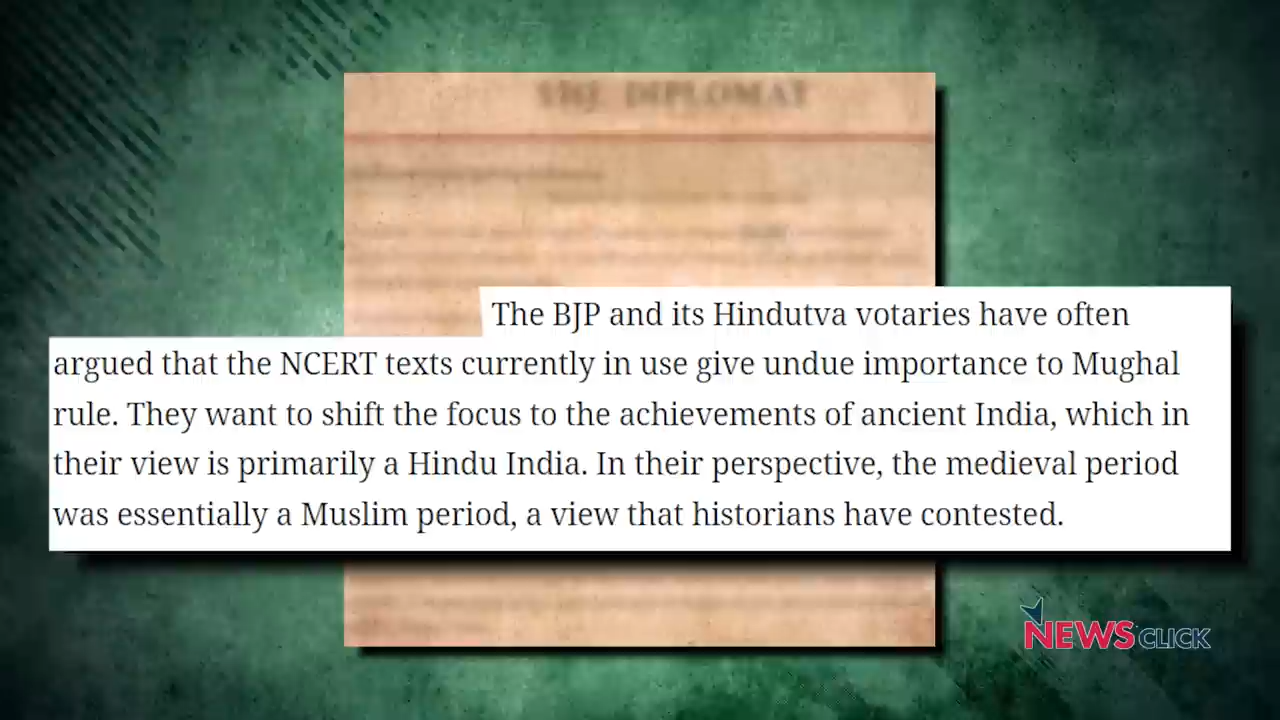 THE DIPLOMAT
The BJP and its Hindutva votaries have often
argued that the NCERT texts currently in use give undue importance to Mughal
rule. They want to shift the focus to the achievements of ancient India, which in
their view is primarily a Hindu India. In their perspective, the medieval period
was essentially a Muslim period, a view that historians have contested.
NEWSCLICK